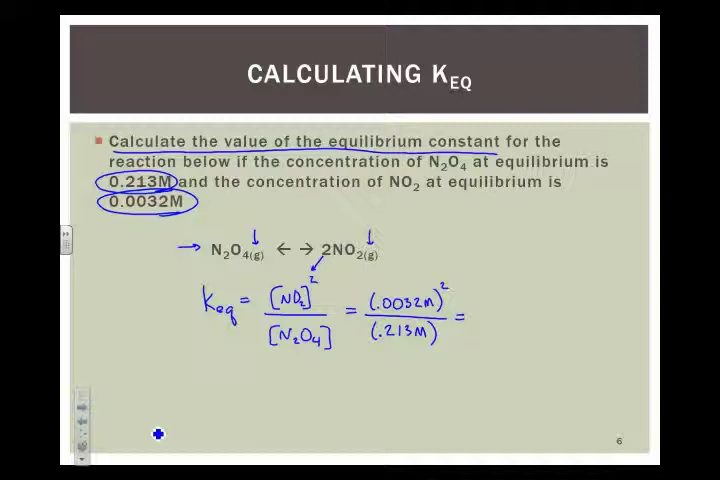 CALCULATING K_EQ
Calculate the value of the equilibrium constant for the
reaction below if the concentration of N₂O₄ at equilibrium is
0.213M and the concentration of NO₂ at equilibrium is
0.0032M
→ N₂O₄(g) ← → 2NO₂(g)
Keq = [NO₂]² / [N₂O₄] = (.0032M)² / (.213M) =
6